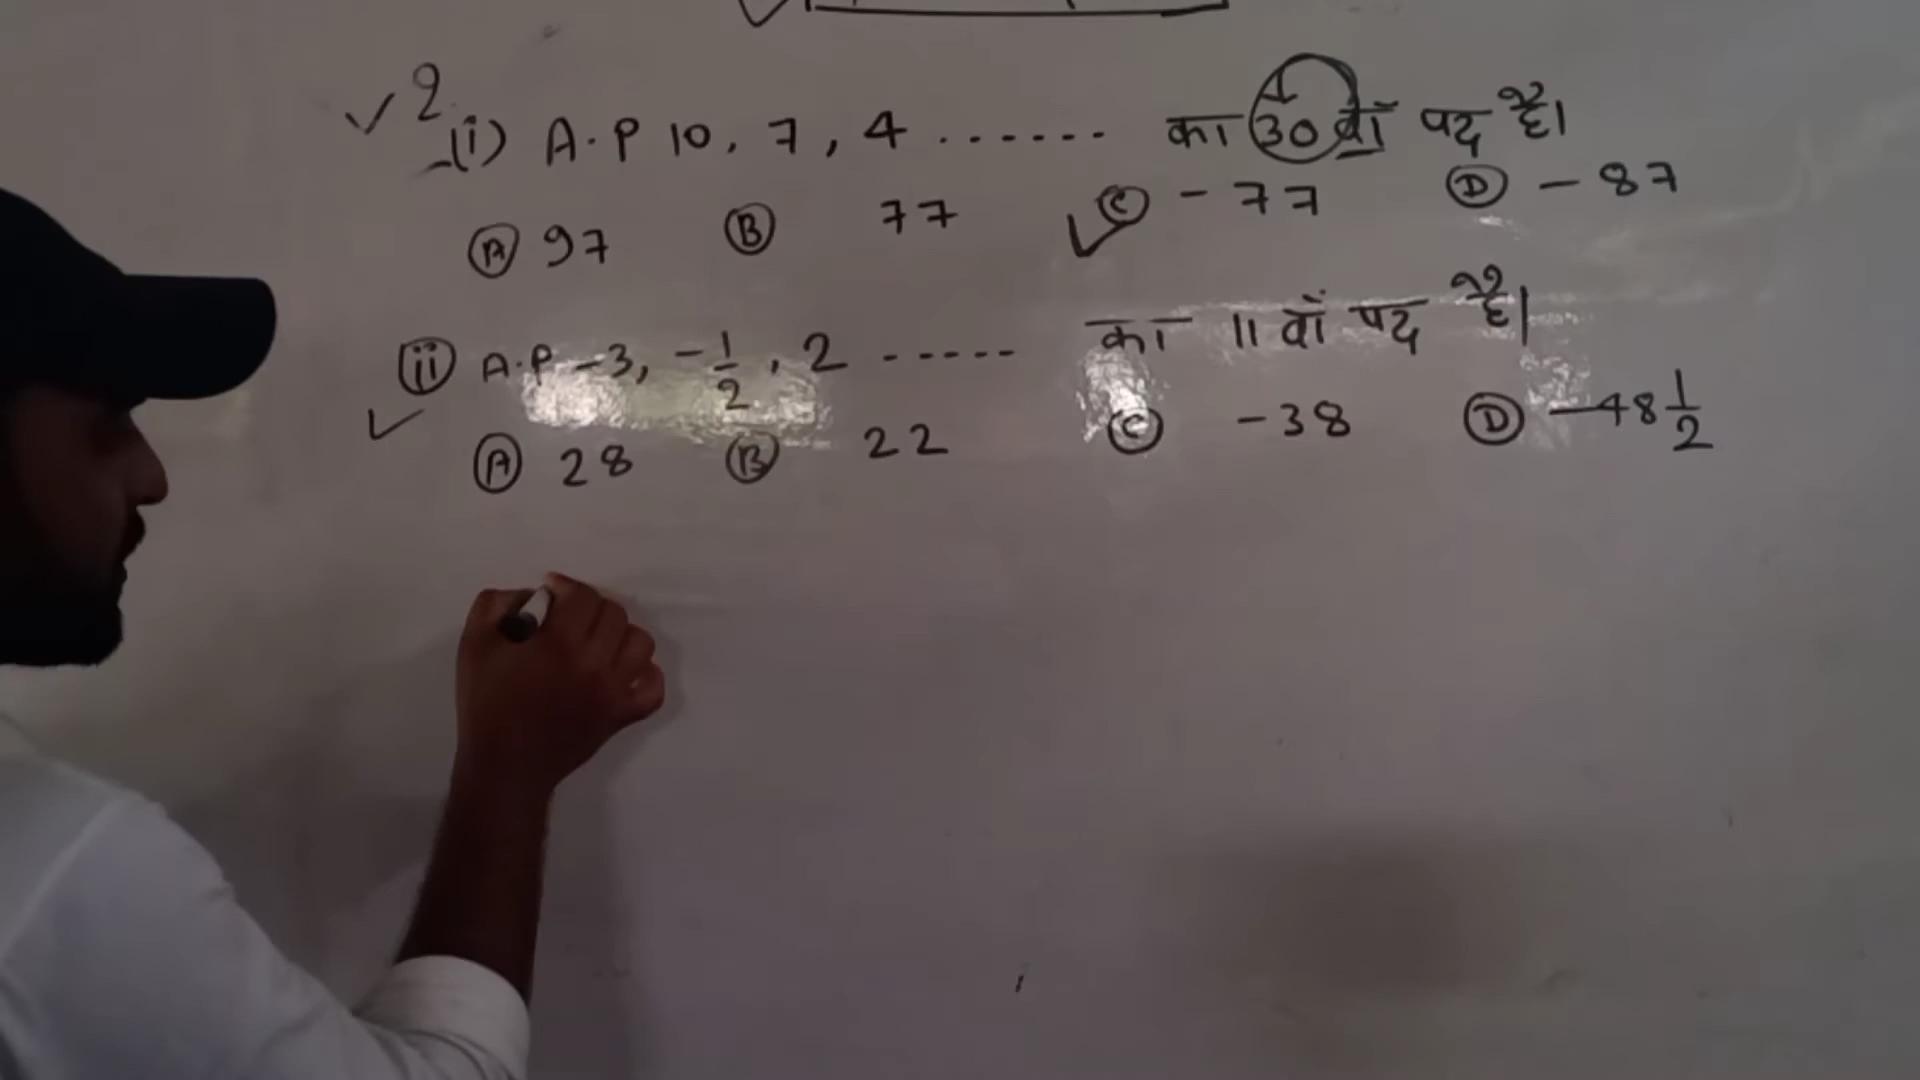 2.
(i) A.P 10, 7, 4 ....... का 30 वाँ पद है।
(A) 97 (B) 77 (C) -77 (D) -87
(ii) A.P -3, -1/2, 2 ----- का 11 वां पद है।
(A) 28 (B) 22 (C) -38 (D) -48 1/2